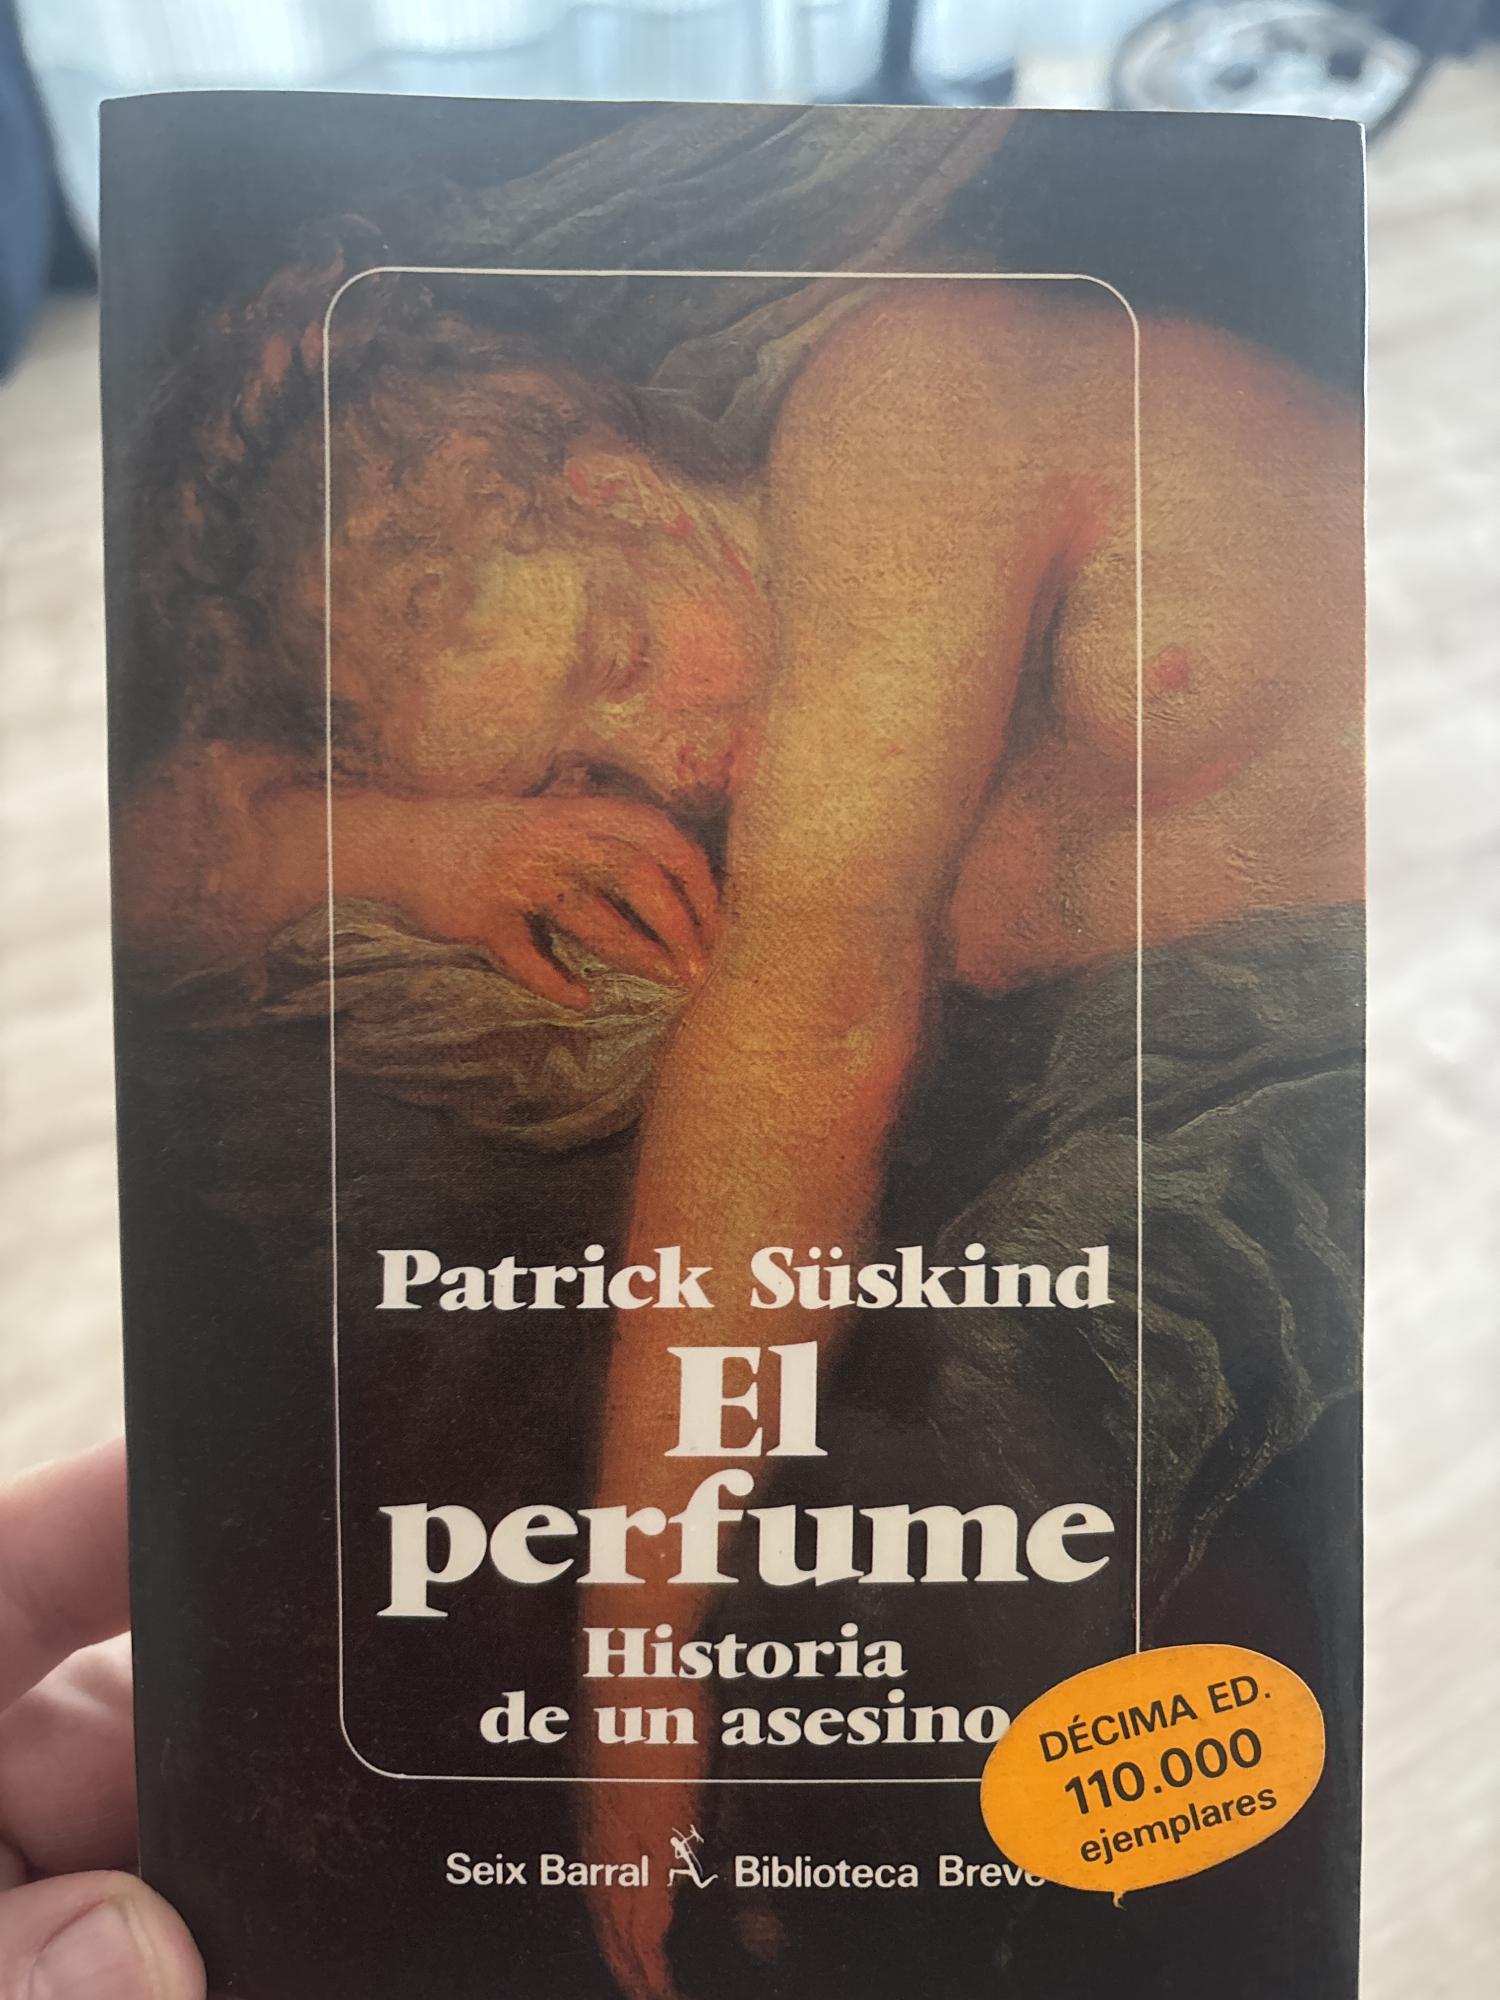 Patrick Süskind
El
perfume
Historia
de un asesino
DÉCIMA ED.
110.000
ejemplares
Seix Barral Biblioteca Breve